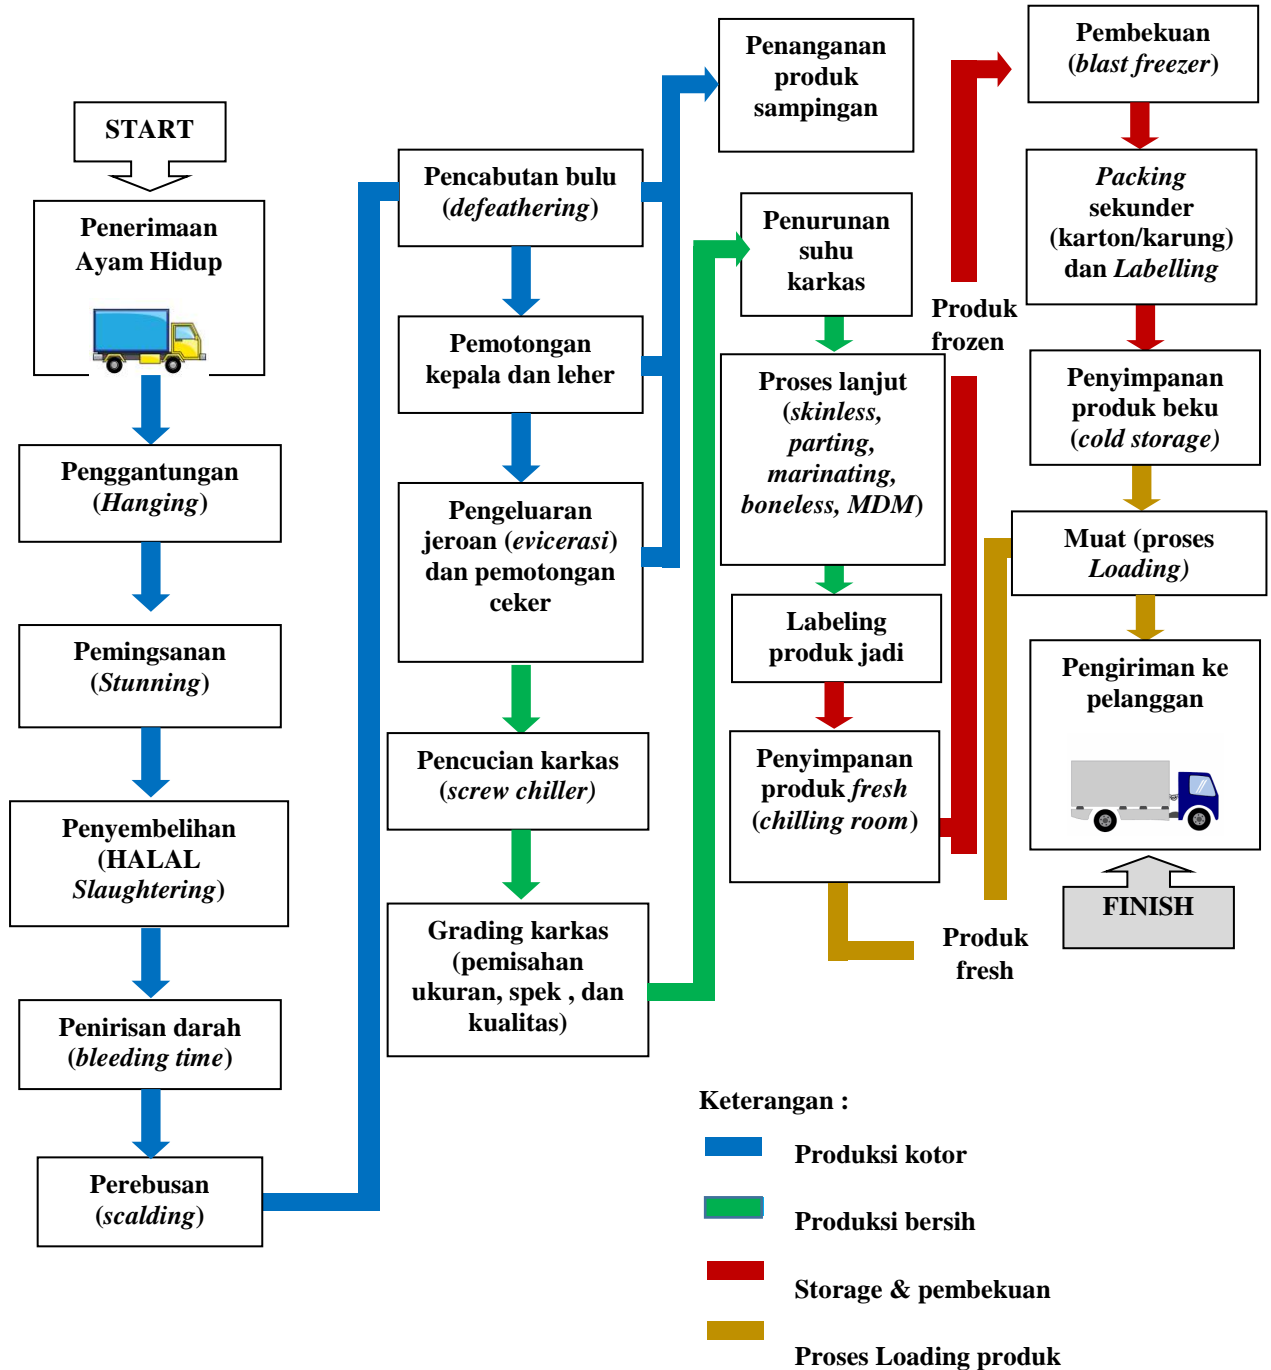 START
Penerimaan
Ayam Hidup
Penggantungan
(Hanging)
Pemingsanan
(Stunning)
Penyembelihan
(HALAL
Slaughtering)
Penirisan darah
(bleeding time)
Perebusan
(scalding)
Pencabutan bulu
(defeathering)
Pemotongan
kepala dan leher
Pengeluaran
jeroan (evicerasi)
dan pemotongan
ceker
Pencucian karkas
(screw chiller)
Grading karkas
(pemisahan
ukuran, spek , dan
kualitas)
Penanganan
produk
sampingan
Penurunan
suhu
karkas
Proses lanjut
(skinless,
parting,
marinating,
boneless, MDM)
Labeling
produk jadi
Penyimpanan
produk fresh
(chilling room)
Produk
frozen
Produk
fresh
Pembekuan
(blast freezer)
Packing
sekunder
(karton/karung)
dan Labelling
Penyimpanan
produk beku
(cold storage)
Muat (proses
Loading)
Pengiriman ke
pelanggan
FINISH
Keterangan :
Produksi kotor
Produksi bersih
Storage & pembekuan
Proses Loading produk